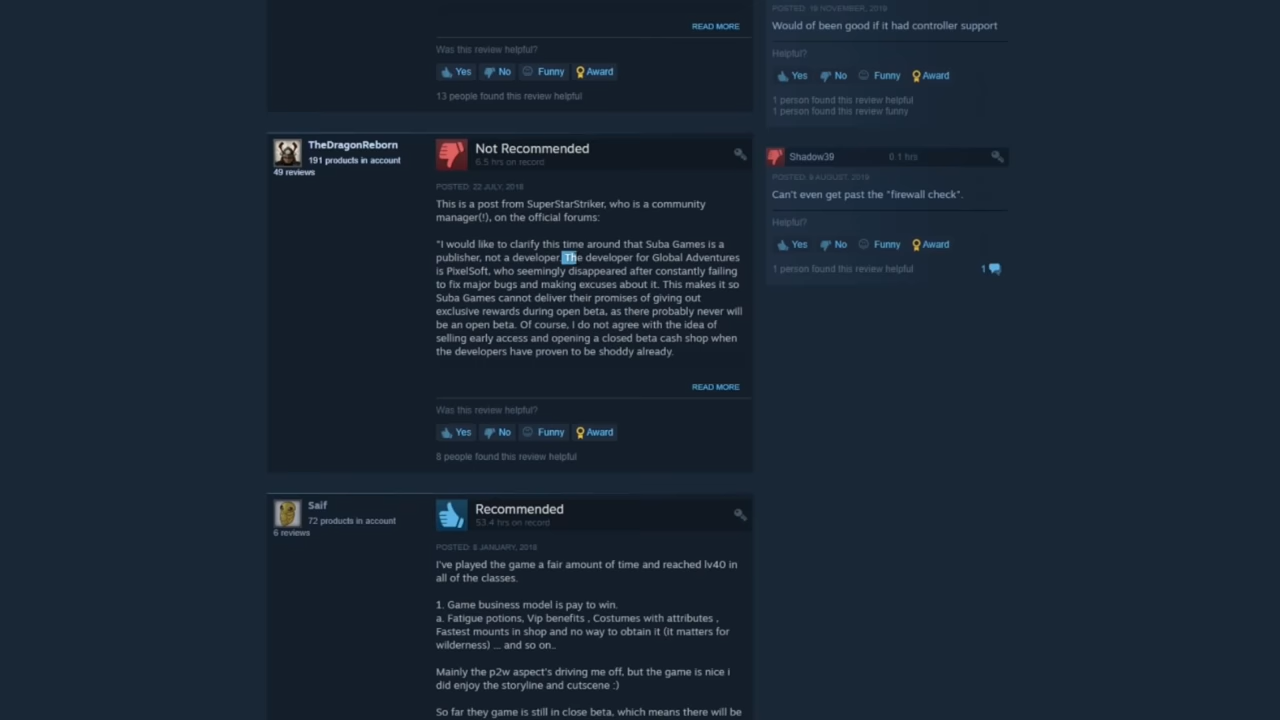 READ MORE
Was this review helpful?
Yes
No
Funny
Award
13 people found this review helpful
TheDragonReborn
191 products in account
49 reviews
Not Recommended
6.5 hrs on record
POSTED: 22 JULY, 2018
This is a post from SuperStarStriker, who is a community
manager(!), on the official forums:
"I would like to clarify this time around that Suba Games is a
publisher, not a developer. The developer for Global Adventures
is PixelSoft, who seemingly disappeared after constantly failing
to fix major bugs and making excuses about it. This makes it so
Suba Games cannot deliver their promises of giving out
exclusive rewards during open beta, as there probably never will
be an open beta. Of course, I do not agree with the idea of
selling early access and opening a closed beta cash shop when
the developers have proven to be shoddy already.
READ MORE
Was this review helpful?
Yes
No
Funny
Award
8 people found this review helpful
Saif
72 products in account
6 reviews
Recommended
53.4 hrs on record
POSTED: 8 JANUARY, 2018
I've played the game a fair amount of time and reached lv40 in
all of the classes.
1. Game business model is pay to win.
a. Fatigue potions, Vip benefits , Costumes with attributes ,
Fastest mounts in shop and no way to obtain it (it matters for
wilderness) ... and so on..
Mainly the p2w aspect's driving me off, but the game is nice i
did enjoy the storyline and cutscene :)
So far they game is still in close beta, which means there will be
POSTED: 19 NOVEMBER, 2019
Would of been good if it had controller support
Helpful?
Yes
No
Funny
Award
1 person found this review helpful
1 person found this review funny
Shadow39
0.1 hrs
POSTED: 9 AUGUST, 2019
Can't even get past the "firewall check".
Helpful?
Yes
No
Funny
Award
1 person found this review helpful
1